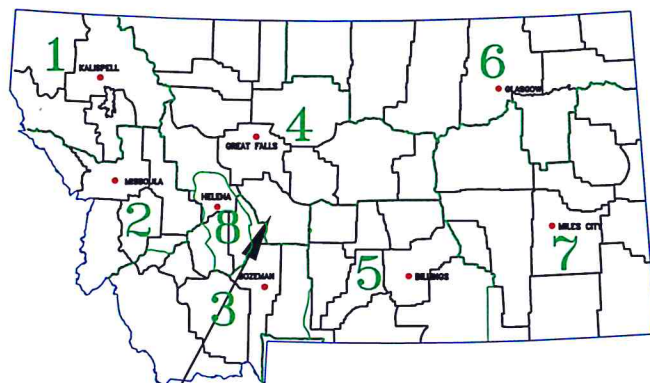 1
KALISPELL
6
GLASGOW
4
GREAT FALLS
MISSOULA
HELENA
2
8
MILES CITY
7
5
BOZEMAN
BILLINGS
3